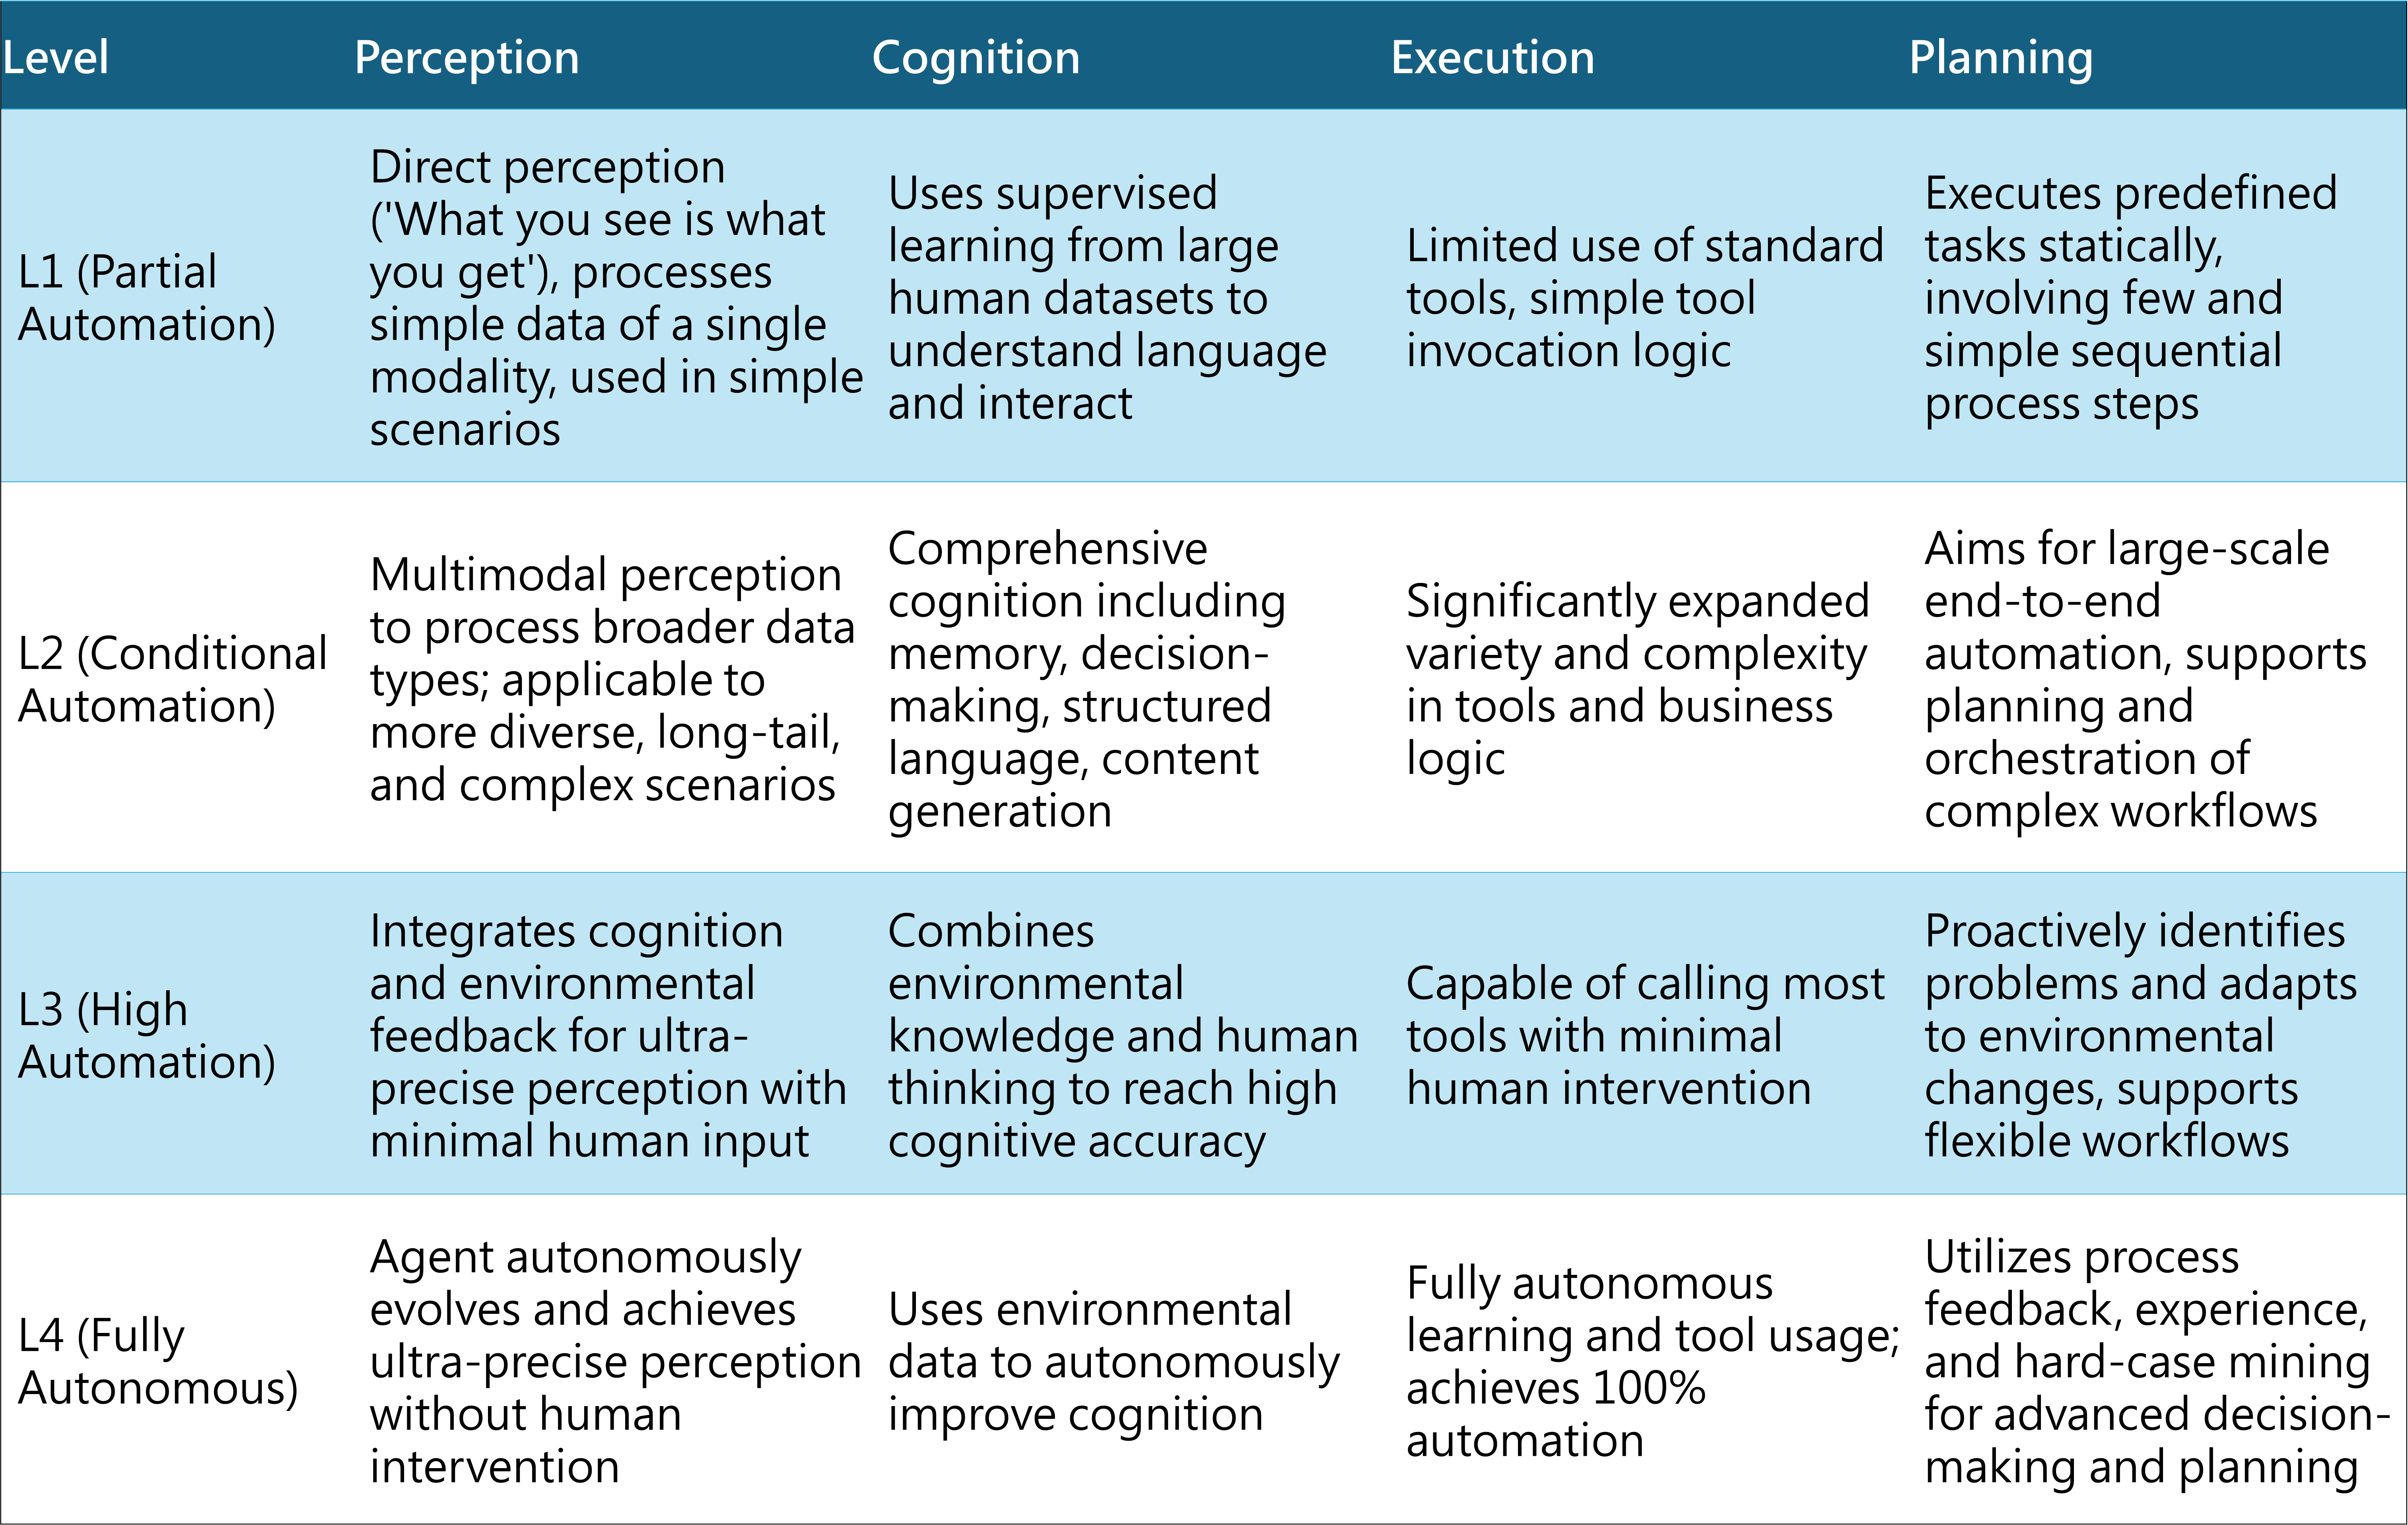 Level
Perception
Cognition
Execution
Planning
L1 (Partial
Automation)
Direct perception
('What you see is what
you get'), processes
simple data of a single
modality, used in simple
scenarios
Uses supervised
learning from large
human datasets to
understand language
and interact
Limited use of standard
tools, simple tool
invocation logic
Executes predefined
tasks statically,
involving few and
simple sequential
process steps
L2 (Conditional
Automation)
Multimodal perception
to process broader data
types; applicable to
more diverse, long-tail,
and complex scenarios
Comprehensive
cognition including
memory, decision-
making, structured
language, content
generation
Significantly expanded
variety and complexity
in tools and business
logic
Aims for large-scale
end-to-end
automation, supports
planning and
orchestration of
complex workflows
L3 (High
Automation)
Integrates cognition
and environmental
feedback for ultra-
precise perception with
minimal human input
Combines
environmental
knowledge and human
thinking to reach high
cognitive accuracy
Capable of calling most
tools with minimal
human intervention
Proactively identifies
problems and adapts
to environmental
changes, supports
flexible workflows
L4 (Fully
Autonomous)
Agent autonomously
evolves and achieves
ultra-precise perception
without human
intervention
Uses environmental
data to autonomously
improve cognition
Fully autonomous
learning and tool usage;
achieves 100%
automation
Utilizes process
feedback, experience,
and hard-case mining
for advanced decision-
making and planning